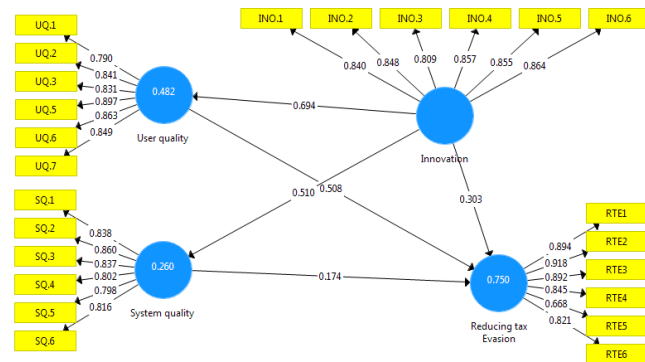 INO.1 INO.2 INO.3 INO.4 INO.5 INO.6
0.840 0.848 0.809 0.857 0.855 0.864
Innovation
UQ.1
UQ.2
UQ.3
UQ.5
UQ.6
UQ.7
0.790
0.841
0.831
0.897
0.863
0.849
0.482
User quality
0.694
0.510
0.508
0.303
0.174
SQ.1
SQ.2
SQ.3
SQ.4
SQ.5
SQ.6
0.838
0.860
0.837
0.802
0.798
0.816
0.260
System quality
0.750
Reducing tax
Evasion
0.894
0.918
0.892
0.845
0.668
0.821
RTE1
RTE2
RTE3
RTE4
RTE5
RTE6